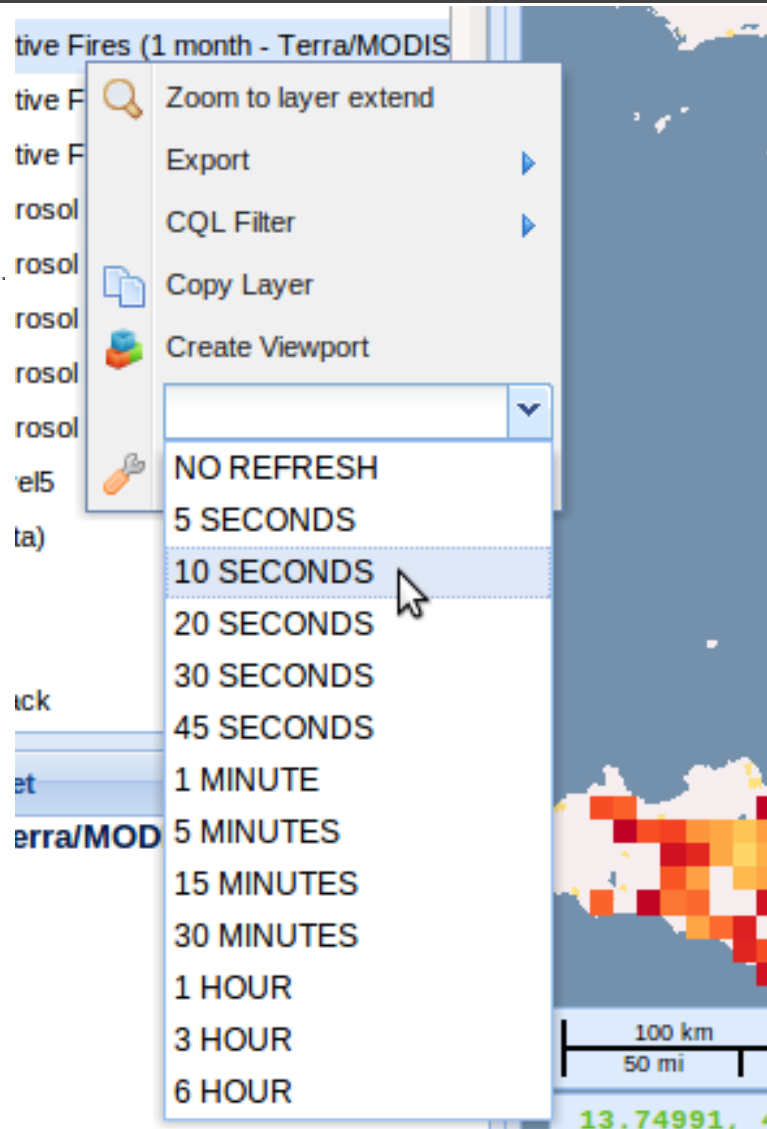 tive Fires (1 month - Terra/MODIS
tive F
tive F
rosol
rosol
rosol
rosol
rosol
el5
ta)
ack
et
erra/MOD
Zoom to layer extend
Export
CQL Filter
Copy Layer
Create Viewport
NO REFRESH
5 SECONDS
10 SECONDS
20 SECONDS
30 SECONDS
45 SECONDS
1 MINUTE
5 MINUTES
15 MINUTES
30 MINUTES
1 HOUR
3 HOUR
6 HOUR
100 km
50 mi
13.74991,